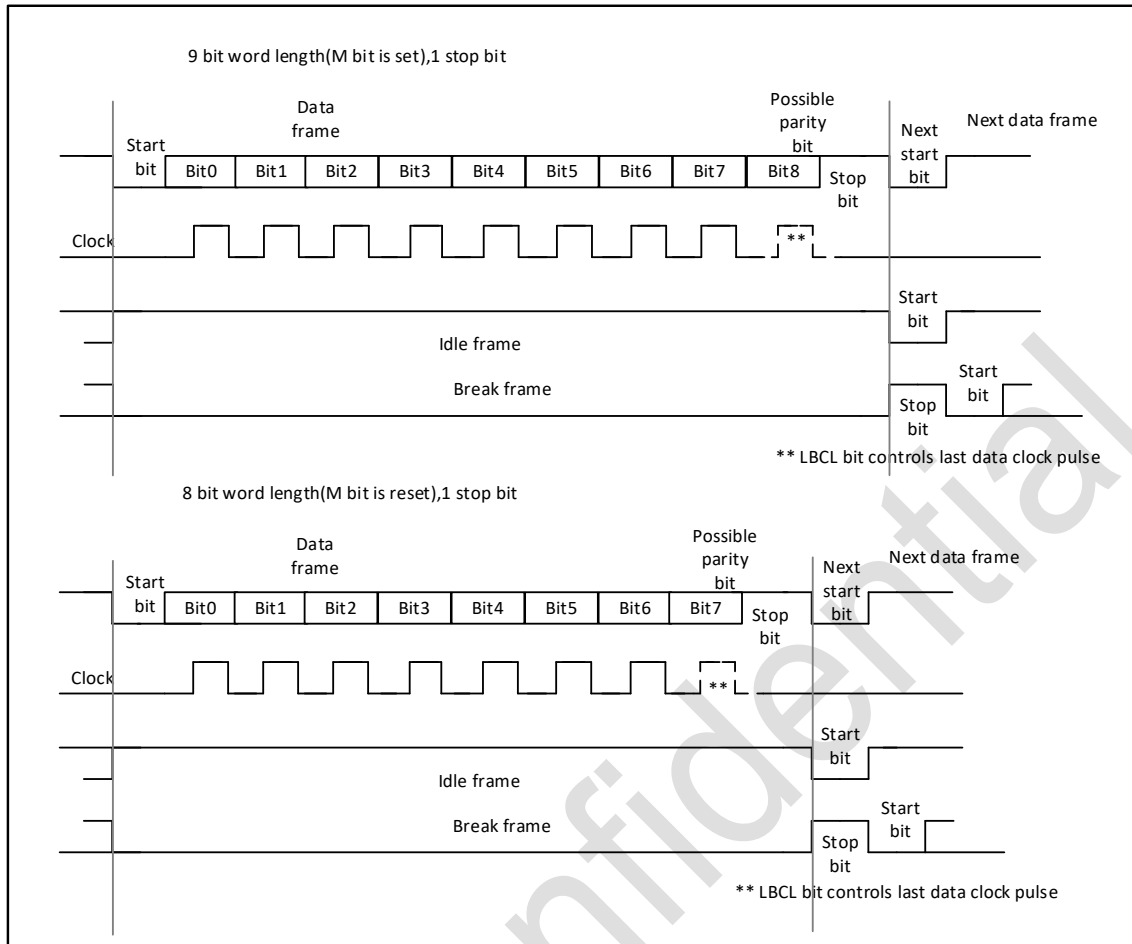 9 bit word length(M bit is set),1 stop bit
Data
frame
Possible
parity
bit
Start
bit
Next
start
bit
Next data frame
Bit0 Bit1 Bit2 Bit3 Bit4 Bit5 Bit6 Bit7 Bit8
Stop
bit
Clock
**
Start
bit
Idle frame
Break frame
Start
bit
Stop
bit
** LBCL bit controls last data clock pulse
8 bit word length(M bit is reset),1 stop bit
Data
frame
Possible
parity
bit
Start
bit
Next
start
bit
Next data frame
Bit0 Bit1 Bit2 Bit3 Bit4 Bit5 Bit6 Bit7
Stop
bit
Clock
**
Start
bit
Idle frame
Break frame
Start
bit
Stop
bit
** LBCL bit controls last data clock pulse
nfidential